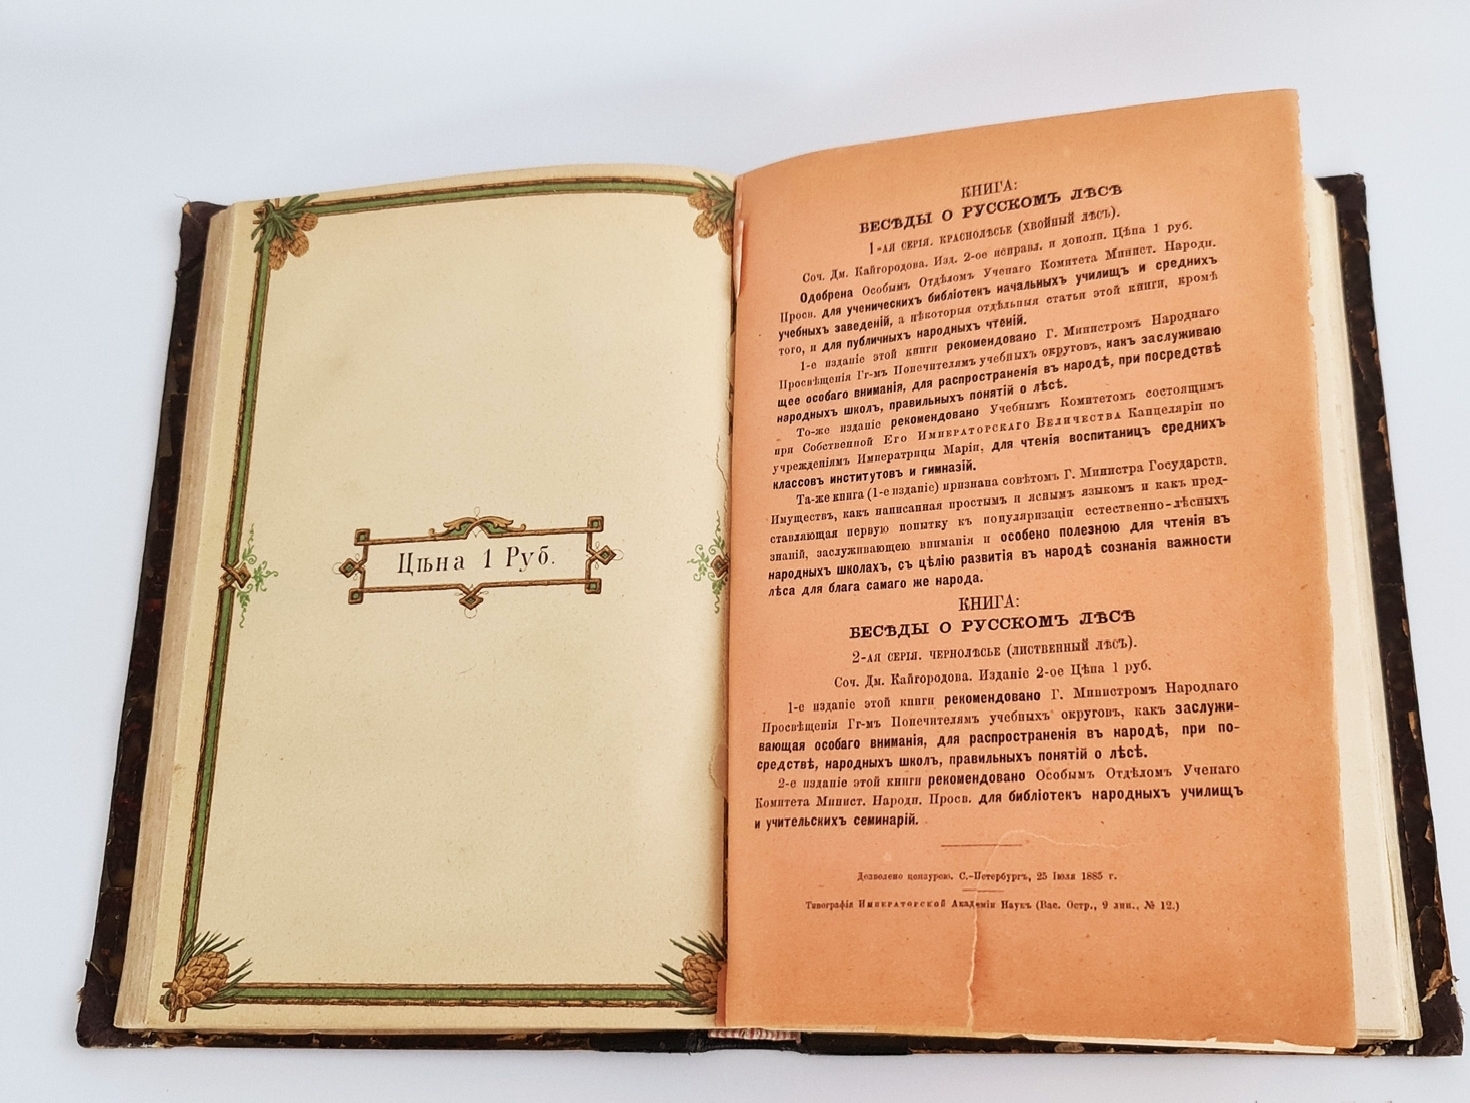 Цѣна 1 Руб.
КНИГА:
БЕСѢДЫ О РУССКОМЪ ЛѢСѢ
1-АЯ СЕРІЯ. КРАСНОЛѢСЬЕ (ХВОЙНЫЙ ЛѢСЪ).
Соч. Дм. Кайгородова. Изд. 2-ое исправл. и дополн. Цѣна 1 руб.
Одобрена Особымъ Отдѣломъ Ученаго Комитета Минист. Народн.
Просв. для ученическихъ библіотекъ начальныхъ училищъ и среднихъ
учебныхъ заведеній, а нѣкоторыя отдѣльныя статьи этой книги, кромѣ
того, и для публичныхъ народныхъ чтеній.
1-е изданіе этой книги рекомендовано Г. Министромъ Народнаго
Просвѣщенія Гг-мъ Попечителямъ учебныхъ округовъ, какъ заслуживаю
щее особаго вниманія, для распространенія въ народѣ, при посредствѣ
народныхъ школъ, правильныхъ понятій о лѣсѣ.
То-же изданіе рекомендовано Учебнымъ Комитетомъ состоящимъ
при Собственной Его Императорскаго Величества Канцеляріи по
учрежденіямъ Императрицы Маріи, для чтенія воспитаницъ среднихъ
классовъ институтовъ и гимназій.
Та-же книга (1-е изданіе) признана совѣтомъ Г. Министра Государств.
Имуществъ, какъ написанная простымъ и яснымъ языкомъ и какъ пред-
ставляющая первую попытку къ популяризаціи естественно-лѣсныхъ
знаній, заслуживающею вниманія и особено полезною для чтенія въ
народныхъ школахъ, съ цѣлію развитія въ народѣ сознанія важности
лѣса для блага самаго же народа.
КНИГА:
БЕСѢДЫ О РУССКОМЪ ЛѢСѢ
2-АЯ СЕРІЯ. ЧЕРНОЛѢСЬЕ (ЛИСТВЕННЫЙ ЛѢСЪ).
Соч. Дм. Кайгородова. Изданіе 2-ое Цѣна 1 руб.
1-е изданіе этой книги рекомендовано Г. Министромъ Народнаго
Просвѣщенія Гг-мъ Попечителямъ учебныхъ округовъ, какъ заслужи-
вающая особаго вниманія, для распространенія въ народѣ, при по-
средствѣ, народныхъ школъ, правильныхъ понятій о лѣсѣ.
2-е изданіе этой книги рекомендовано Особымъ Отдѣломъ Ученаго
Комитета Минист. Народн. Просв. для библіотекъ народныхъ училищъ
и учительскихъ семинарій.
Дозволено цензурою. С.-Петербургъ, 25 Іюля 1885 г.
Типографія Императорской Академіи Наукъ (Вас. Остр., 9 лин., № 12.)